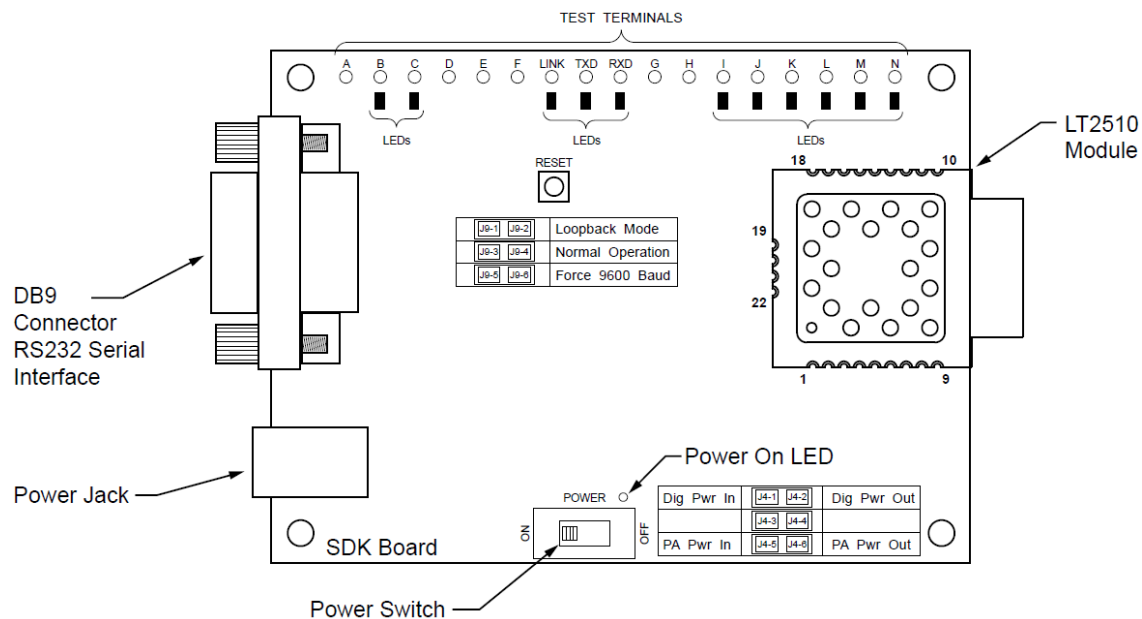 TEST TERMINALS
A B C D E F LINK TXD RXD G H I J K L M N
LEDs LEDs LEDs
LT2510
Module
18 10
RESET
J9-1 J9-2 Loopback Mode
J9-3 J9-4 Normal Operation
J9-5 J9-6 Force 9600 Baud
19
22
1 9
DB9
Connector
RS232 Serial
Interface
Power Jack
Power On LED
POWER
ON OFF
Dig Pwr In J4-1 J4-2 Dig Pwr Out
J4-3 J4-4
PA Pwr In J4-5 J4-6 PA Pwr Out
SDK Board
Power Switch